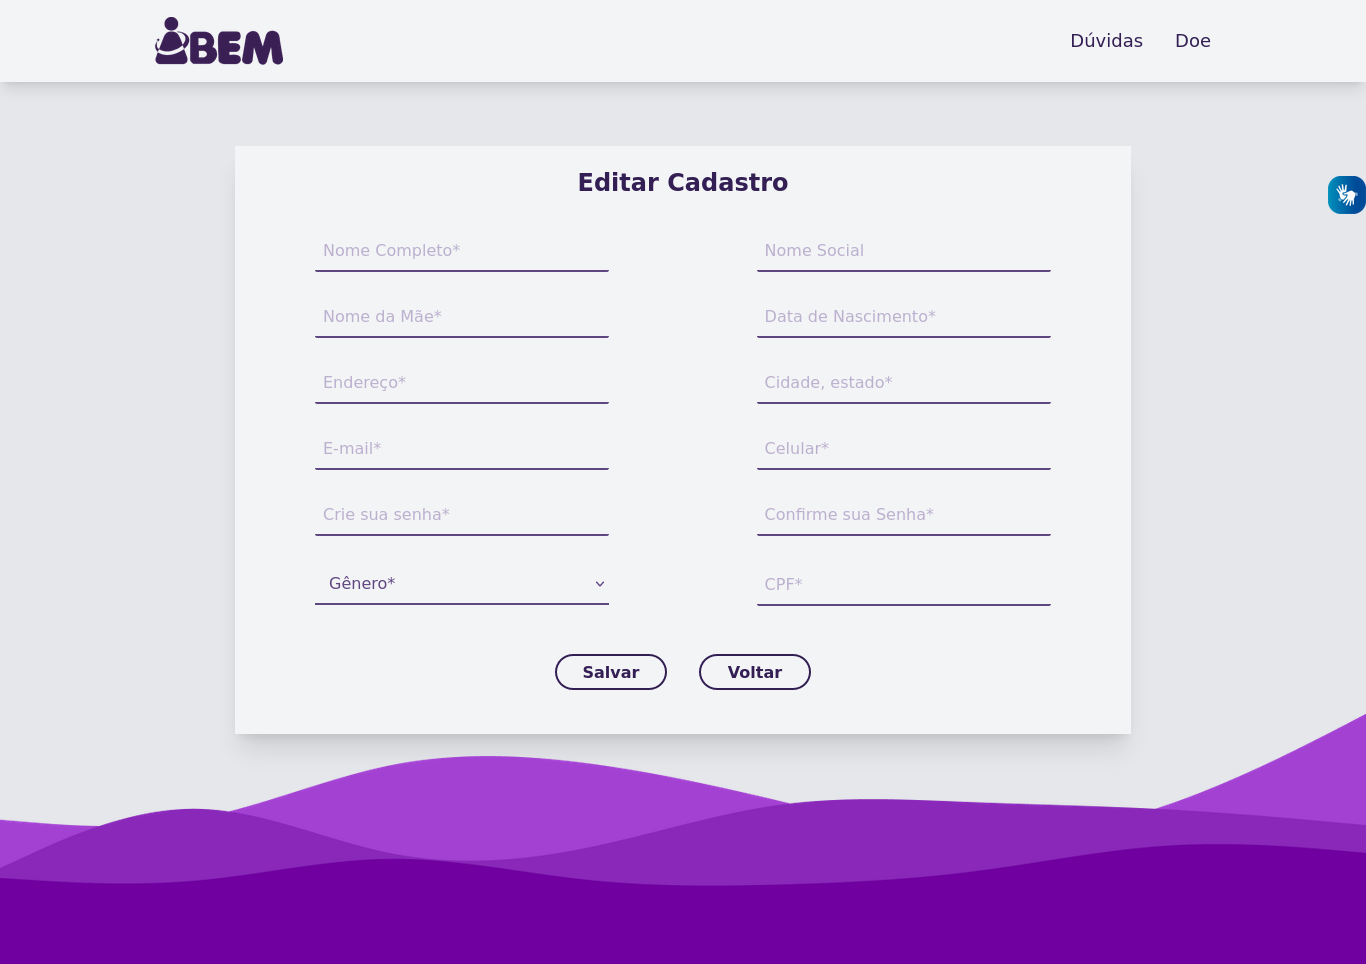 BEM
Dúvidas
Doe
Editar Cadastro
Nome Completo*
Nome Social
Nome da Mãe*
Data de Nascimento*
Endereço*
Cidade, estado*
E-mail*
Celular*
Crie sua senha*
Confirme sua Senha*
Gênero*
CPF*
Salvar
Voltar